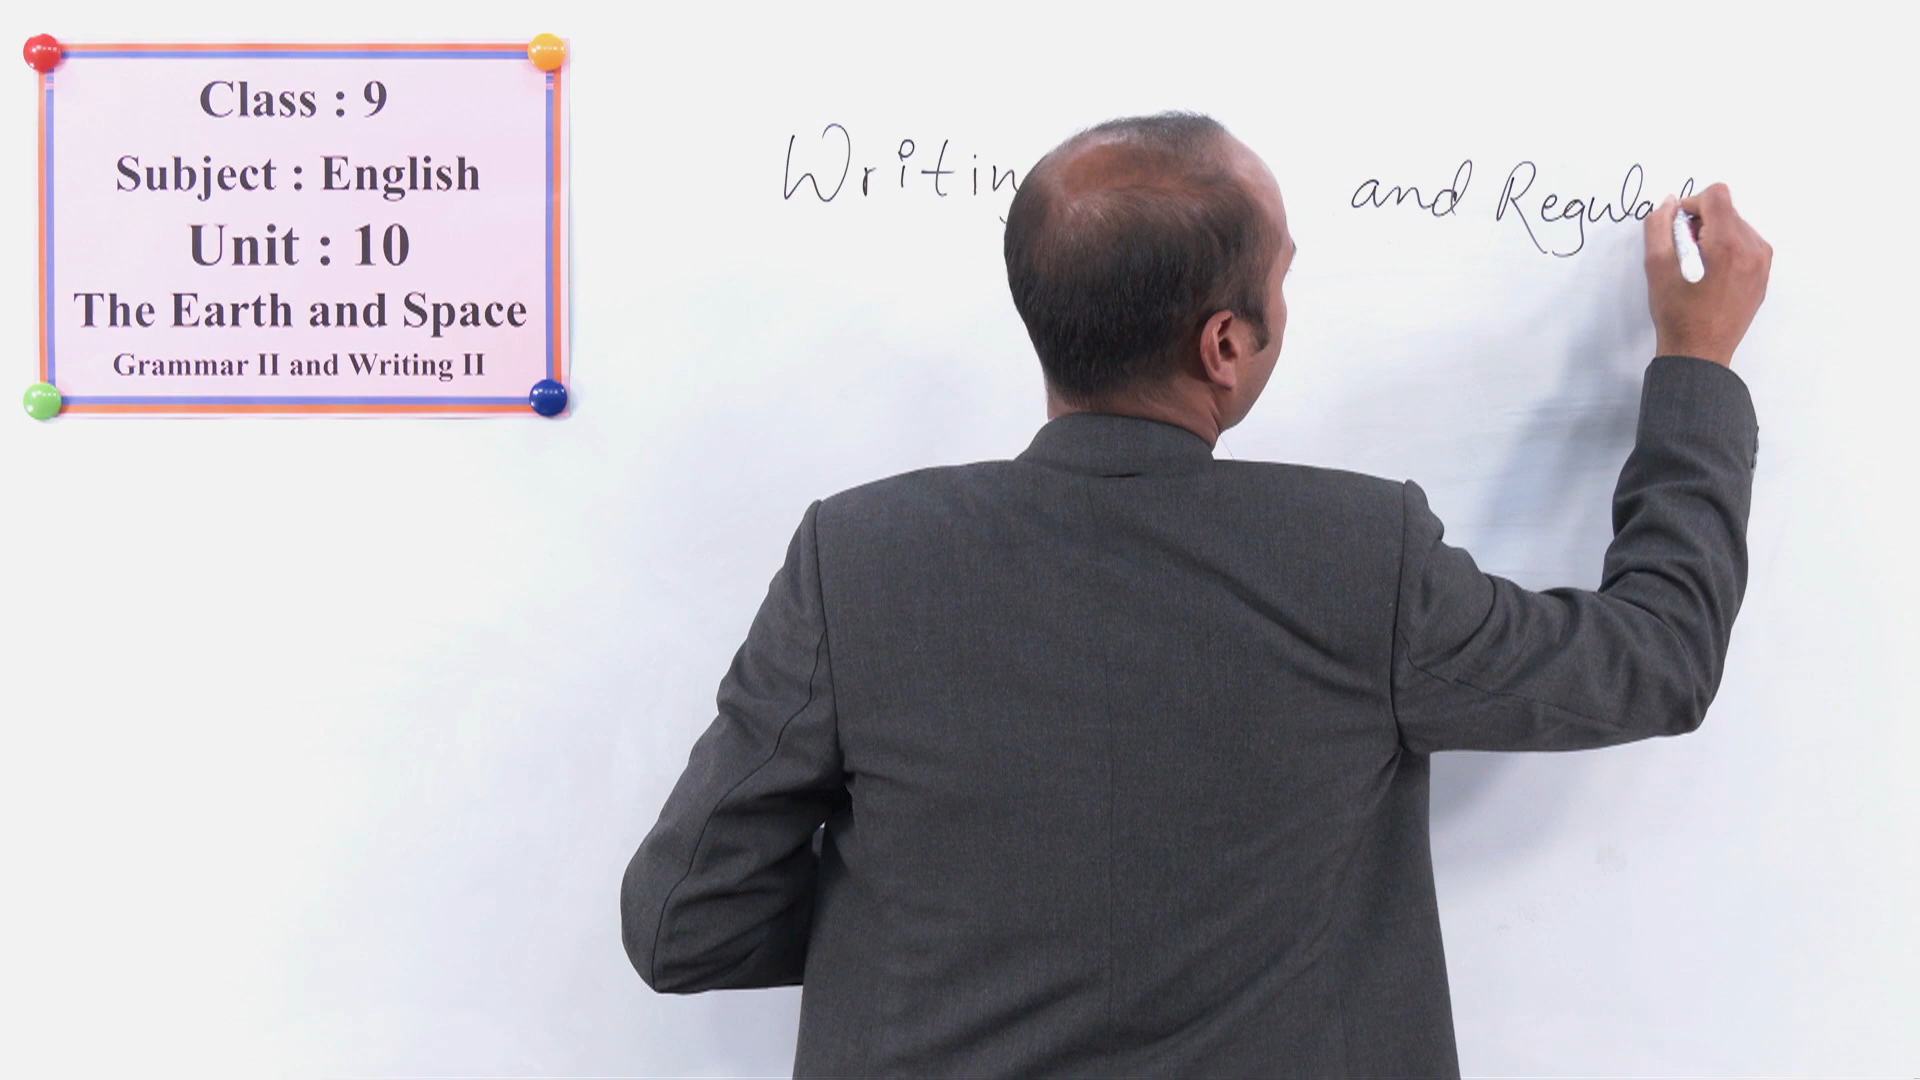 Class : 9
Subject : English
Unit : 10
The Earth and Space
Grammar II and Writing II
and